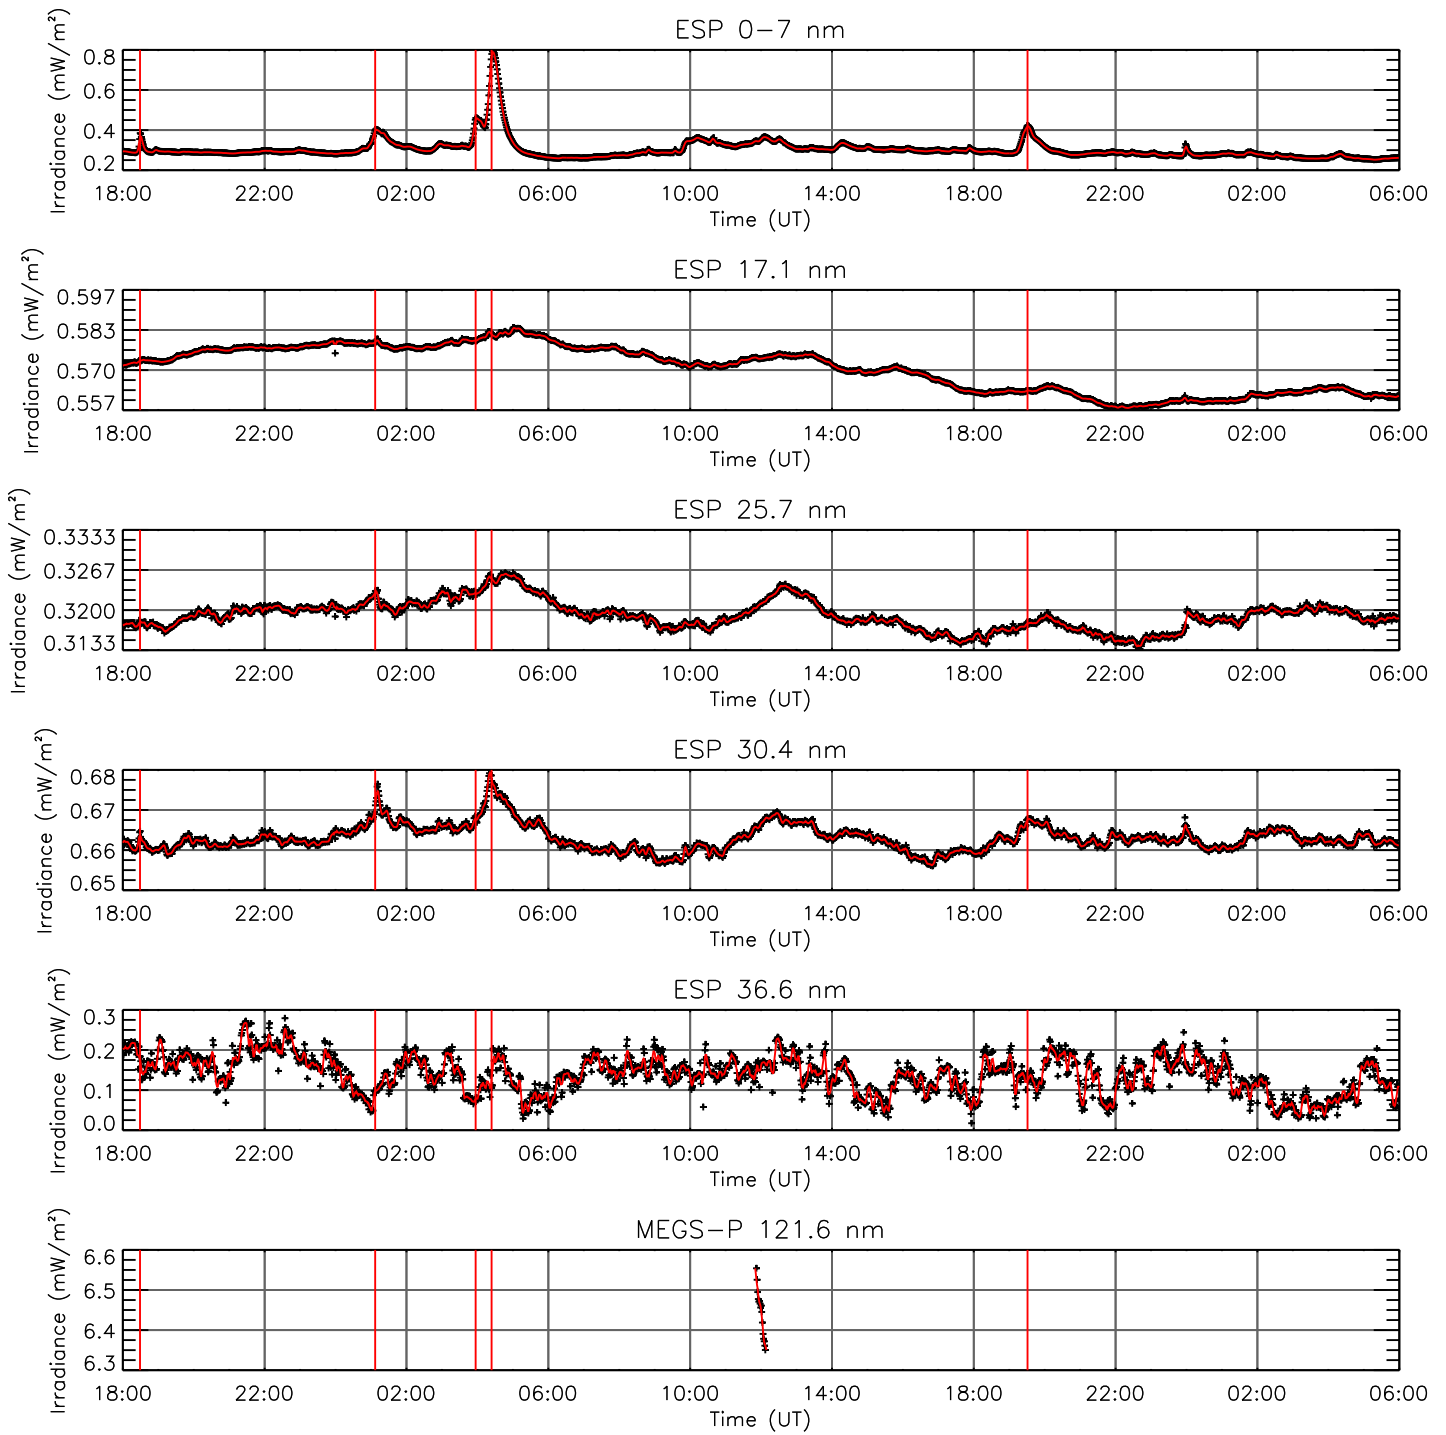 ESP 0-7 nm
Irradiance (mW/m²)
0.8
0.6
0.4
0.2
18:00 22:00 02:00 06:00 10:00 14:00 18:00 22:00 02:00 06:00
Time (UT)
ESP 17.1 nm
Irradiance (mW/m²)
0.597
0.583
0.570
0.557
18:00 22:00 02:00 06:00 10:00 14:00 18:00 22:00 02:00 06:00
Time (UT)
ESP 25.7 nm
Irradiance (mW/m²)
0.3333
0.3267
0.3200
0.3133
18:00 22:00 02:00 06:00 10:00 14:00 18:00 22:00 02:00 06:00
Time (UT)
ESP 30.4 nm
Irradiance (mW/m²)
0.68
0.67
0.66
0.65
18:00 22:00 02:00 06:00 10:00 14:00 18:00 22:00 02:00 06:00
Time (UT)
ESP 36.6 nm
Irradiance (mW/m²)
0.3
0.2
0.1
0.0
18:00 22:00 02:00 06:00 10:00 14:00 18:00 22:00 02:00 06:00
Time (UT)
MEGS-P 121.6 nm
Irradiance (mW/m²)
6.6
6.5
6.4
6.3
18:00 22:00 02:00 06:00 10:00 14:00 18:00 22:00 02:00 06:00
Time (UT)